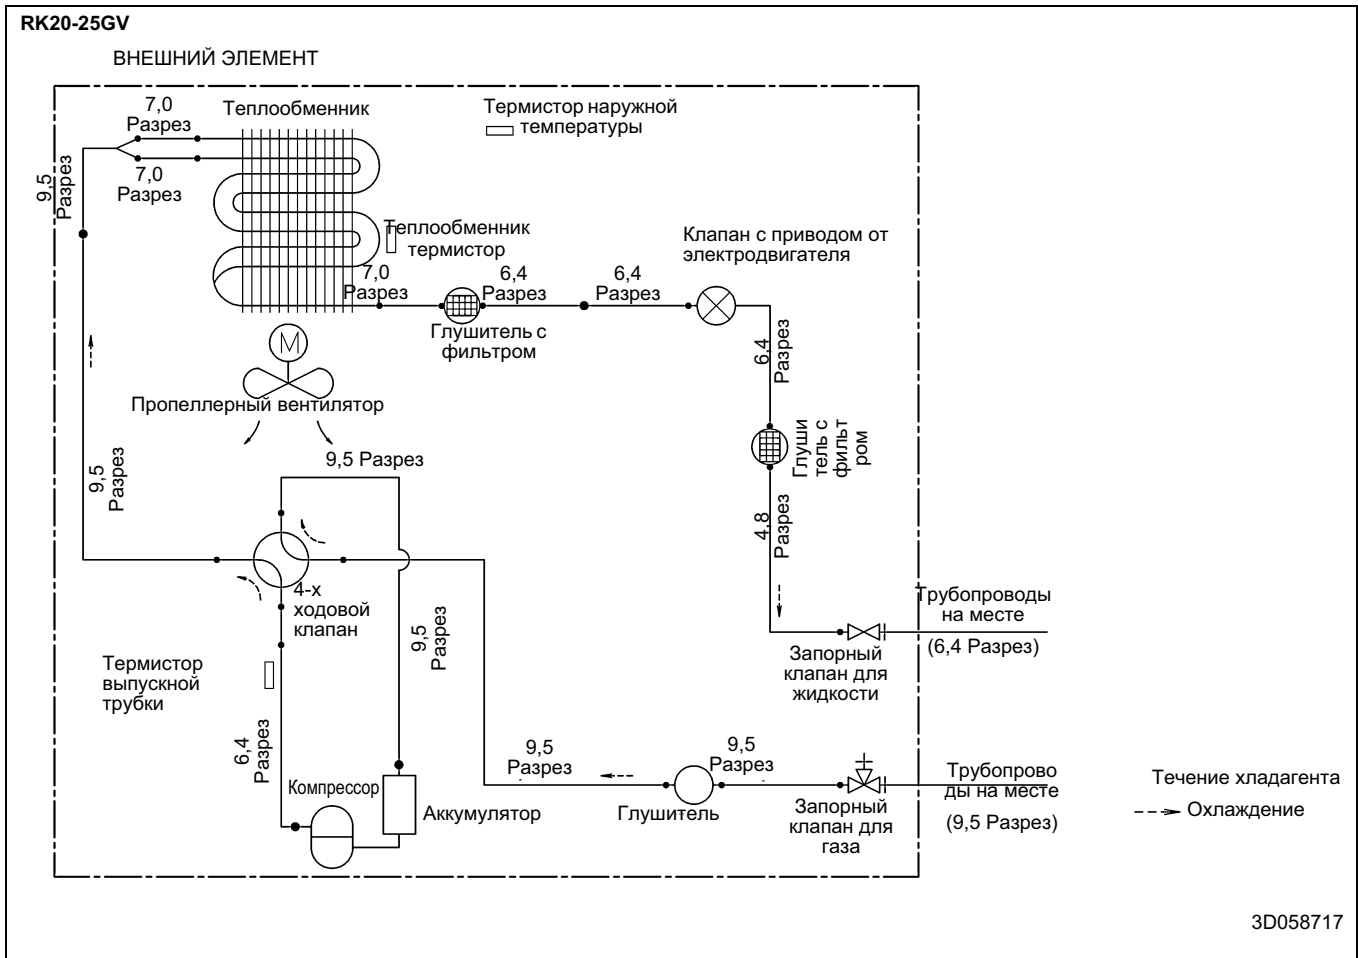 RK20-25GV
ВНЕШНИЙ ЭЛЕМЕНТ
7,0
Разрез
Теплообменник
Термистор наружной
температуры
9,5
Разрез
7,0
Разрез
Теплообменник
термистор
Клапан с приводом от
электродвигателя
7,0
Разрез
6,4
Разрез
6,4
Разрез
Глушитель с
фильтром
M
6,4
Разрез
Пропеллерный вентилятор
Глуши
тель с
фильт
ром
9,5 Разрез
9,5
Разрез
4,8
Разрез
4-х
ходовой
клапан
Трубопроводы
на месте
(6,4 Разрез)
9,5
Разрез
Запорный
клапан для
жидкости
Термистор
выпускной
трубки
6,4
Разрез
9,5
Разрез
9,5
Разрез
Трубопрово
ды на месте
(9,5 Разрез)
Течение хладагента
Охлаждение
Компрессор
Аккумулятор
Глушитель
Запорный
клапан для
газа
3D058717